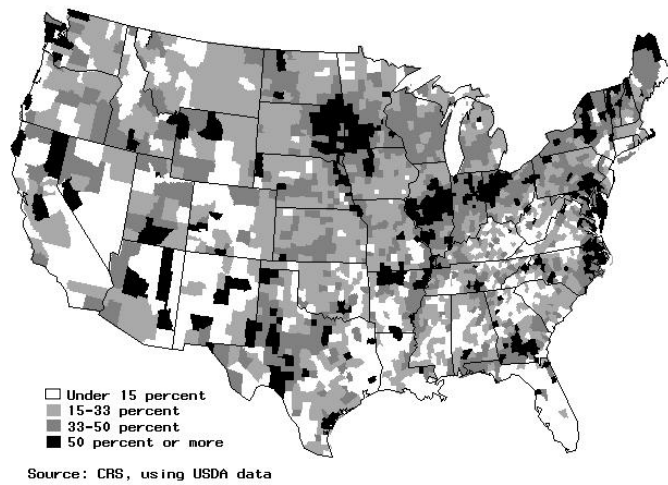 Under 15 percent
15-33 percent
33-50 percent
50 percent or more
Source: CRS, using USDA data